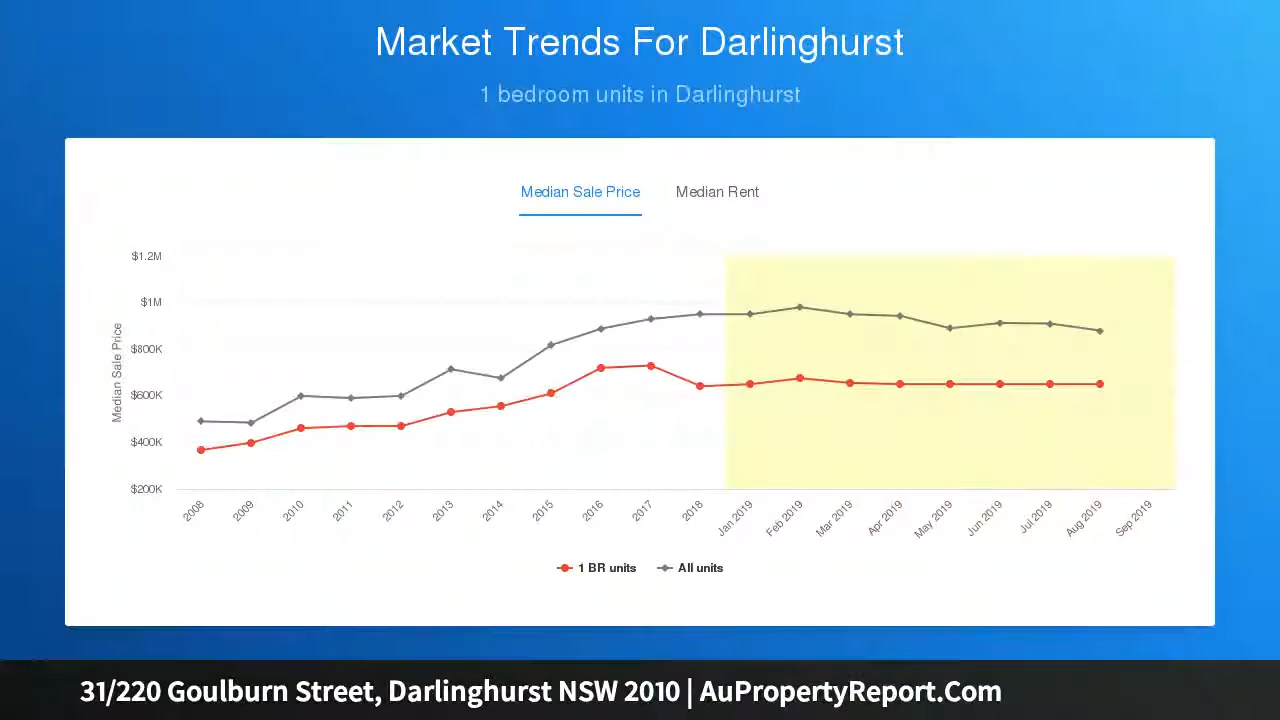 Market Trends For Darlinghurst
1 bedroom units in Darlinghurst
Median Sale Price Median Rent
$1.2M
$1M
$800K
$600K
$400K
$200K
Median Sale Price
2008 2009 2010 2011 2012 2013 2014 2015 2016 2017 2018 Jan 2019 Feb 2019 Mar 2019 Apr 2019 May 2019 Jun 2019 Jul 2019 Aug 2019 Sep 2019
1 BR units All units
31/220 Goulburn Street, Darlinghurst NSW 2010 | AuPropertyReport.Com